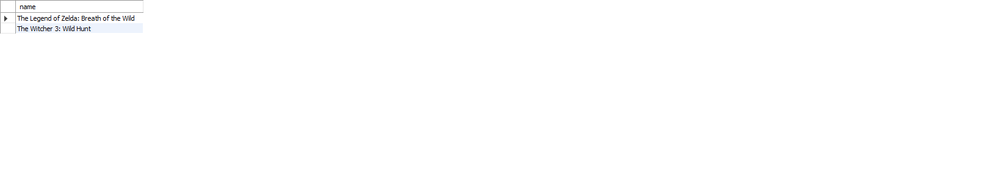 name
The Legend of Zelda: Breath of the Wild
The Witcher 3: Wild Hunt